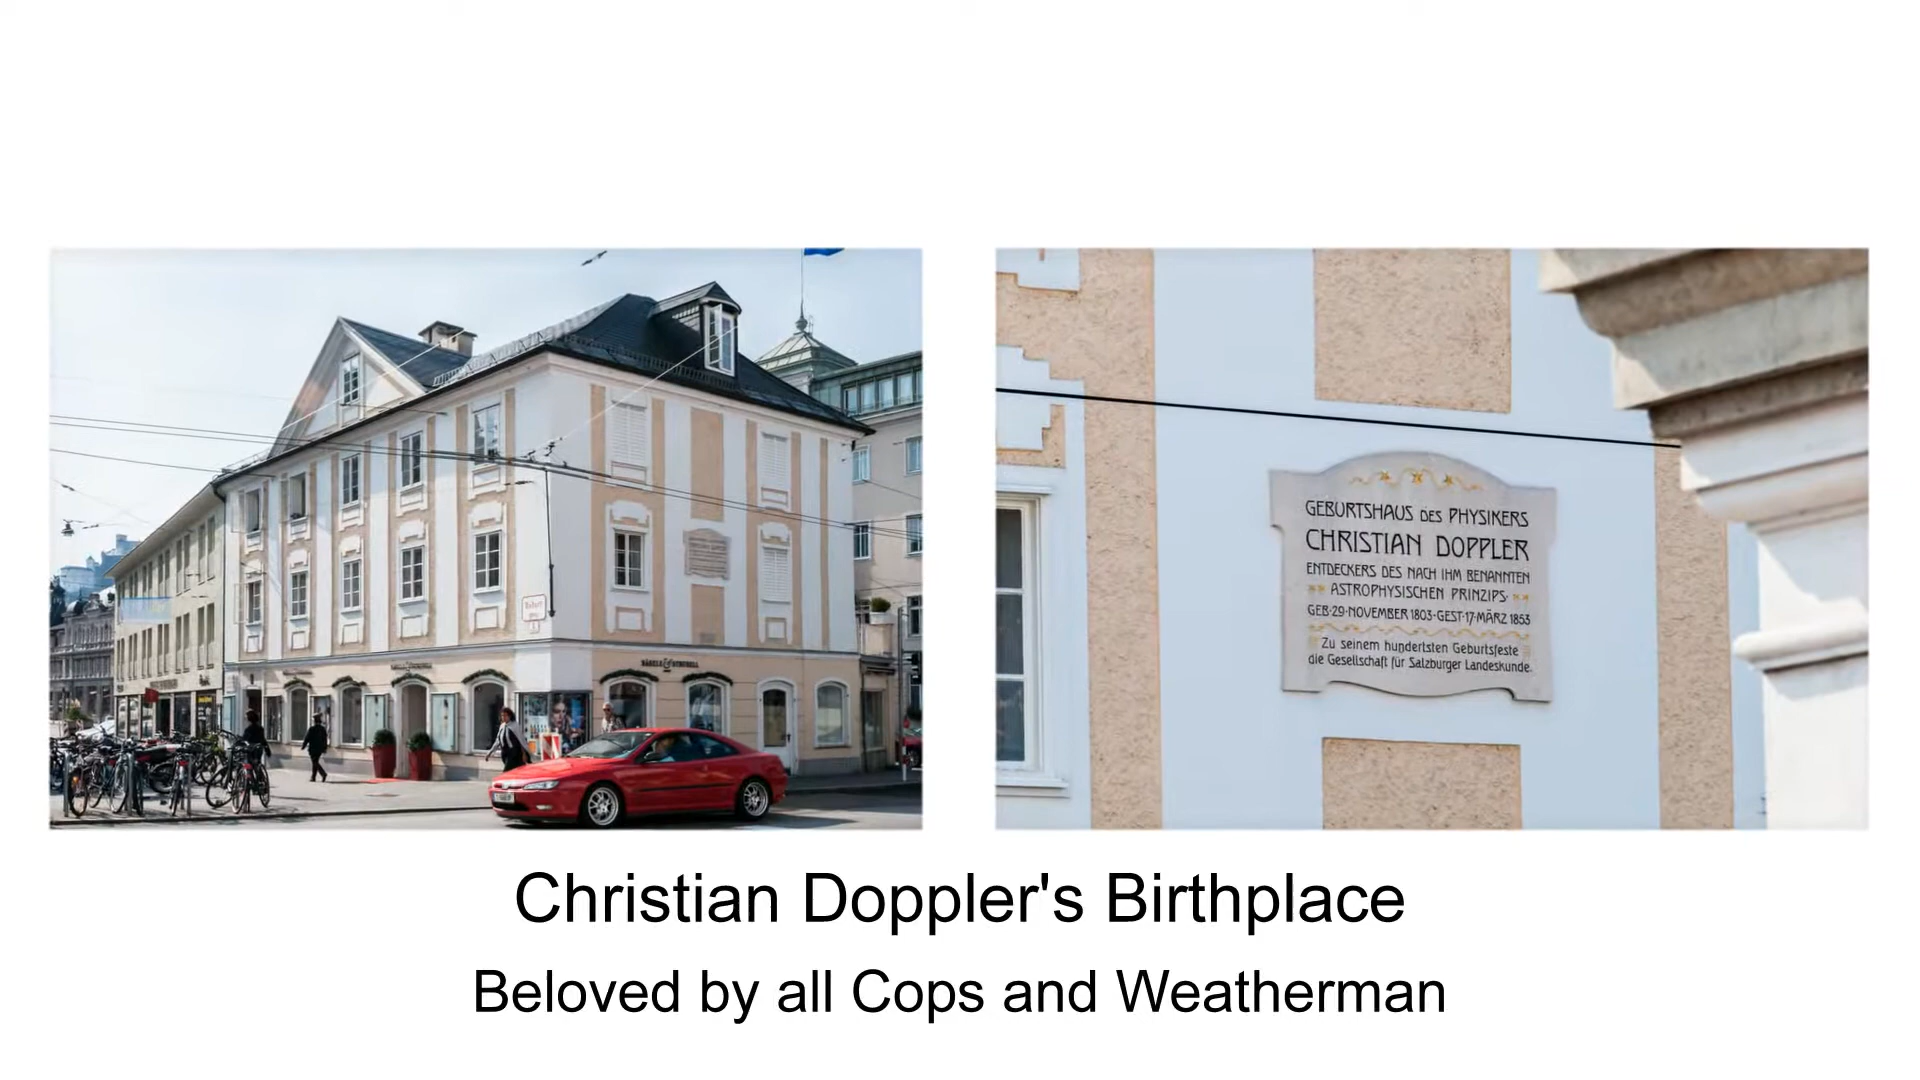 GEBURTSHAUS DES PHYSIKERS
CHRISTIAN DOPPLER
ENTDECKERS DES NACH IHM BENANNTEN
ASTROPHYSISCHEN PRINZIPS·
GEB·29·NOVEMBER 1803·GEST·17·MÄRZ 1853
Zu seinem hundertsten Geburtsfeste
die Gesellschaft für Salzburger Landeskunde.
Christian Doppler's Birthplace
Beloved by all Cops and Weatherman